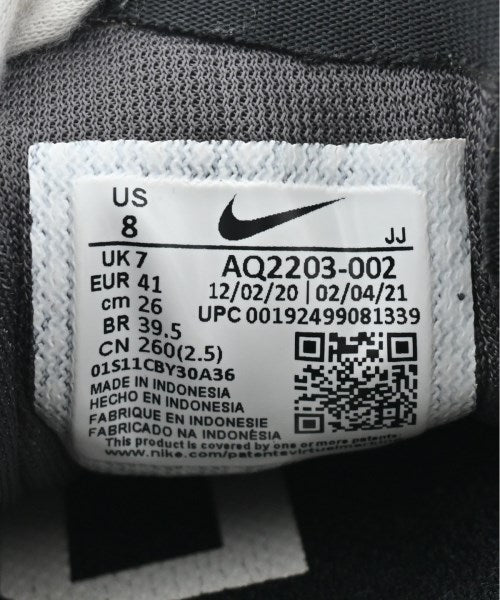 US
8
JJ
UK 7
EUR 41
cm 26
BR 39.5
CN 260(2.5)
AQ2203-002
12/02/20 | 02/04/21
UPC 00192499081339
01S11CBY30A36
MADE IN INDONESIA
HECHO EN INDONESIA
FABRIQUE EN INDONESIE
FABRICADO NA INDONÉSIA
This product is covered by one or more patents.
www.nike.com/patents